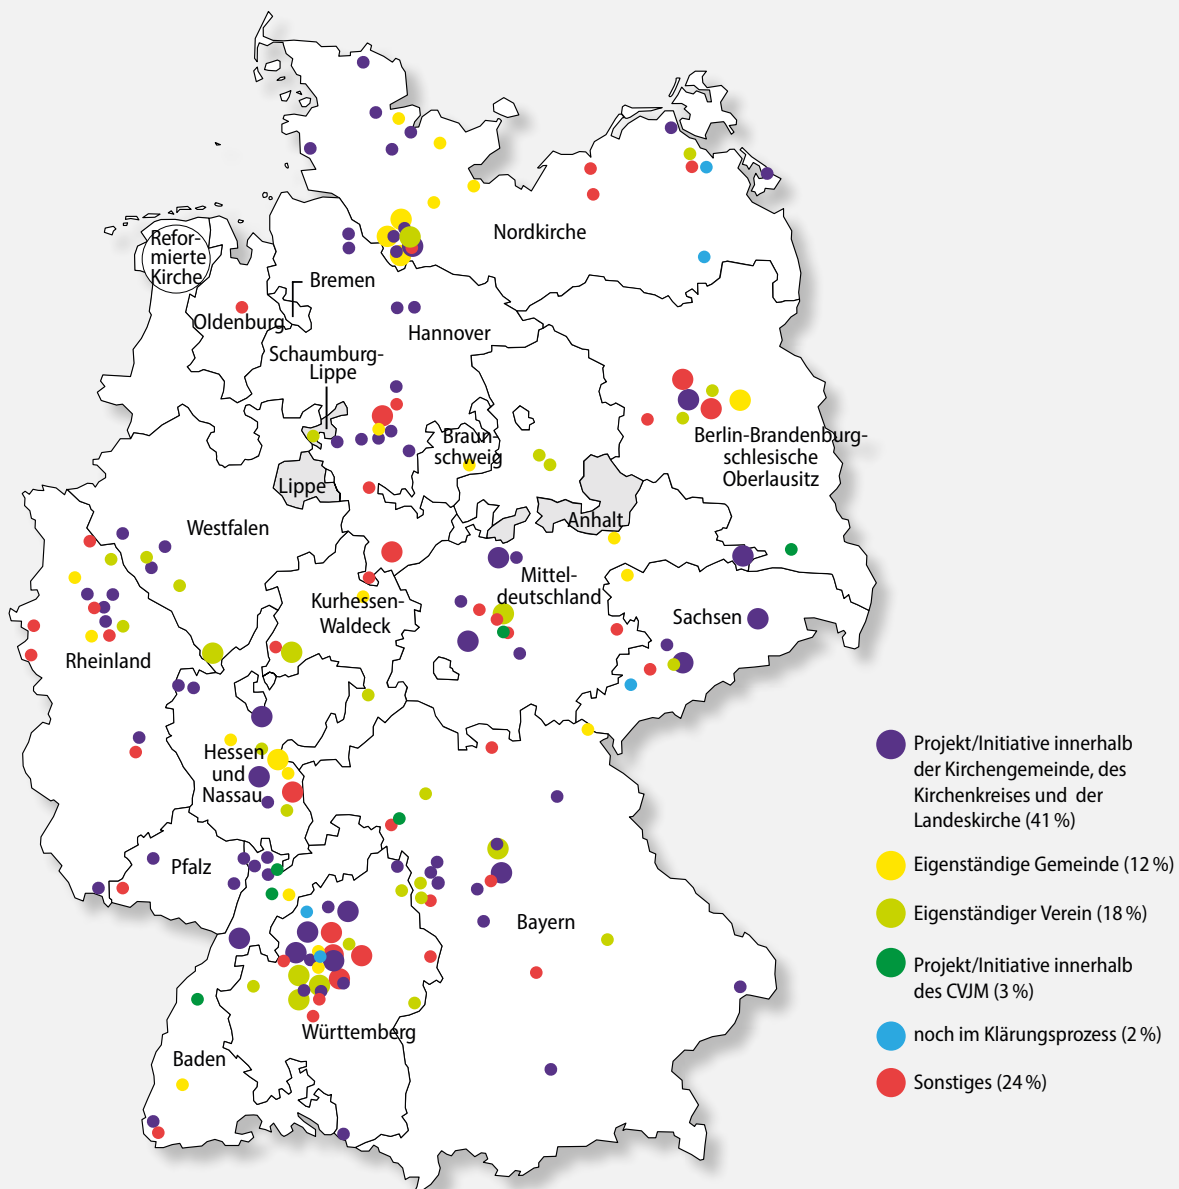 Nordkirche
Refor-
mierte
Kirche
Bremen
Oldenburg
Hannover
Schaumburg-
Lippe
Braun-
schweig
Berlin-Brandenburg-
schlesische
Oberlausitz
Lippe
Westfalen
Anhalt
Mittel-
deutschland
Kurhessen-
Waldeck
Sachsen
Rheinland
Hessen
und
Nassau
Pfalz
Bayern
Württemberg
Baden
Projekt/Initiative innerhalb
der Kirchengemeinde, des
Kirchenkreises und der
Landeskirche (41 %)
Eigenständige Gemeinde (12 %)
Eigenständiger Verein (18 %)
Projekt/Initiative innerhalb
des CVJM (3 %)
noch im Klärungsprozess (2 %)
Sonstiges (24 %)